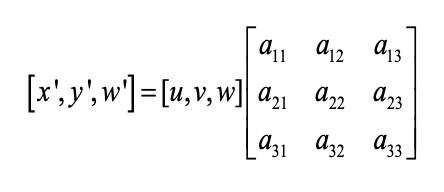 [x',y',w']=[u,v,w][a₁₁ a₁₂ a₁₃
a₂₁ a₂₂ a₂₃
a₃₁ a₃₂ a₃₃]